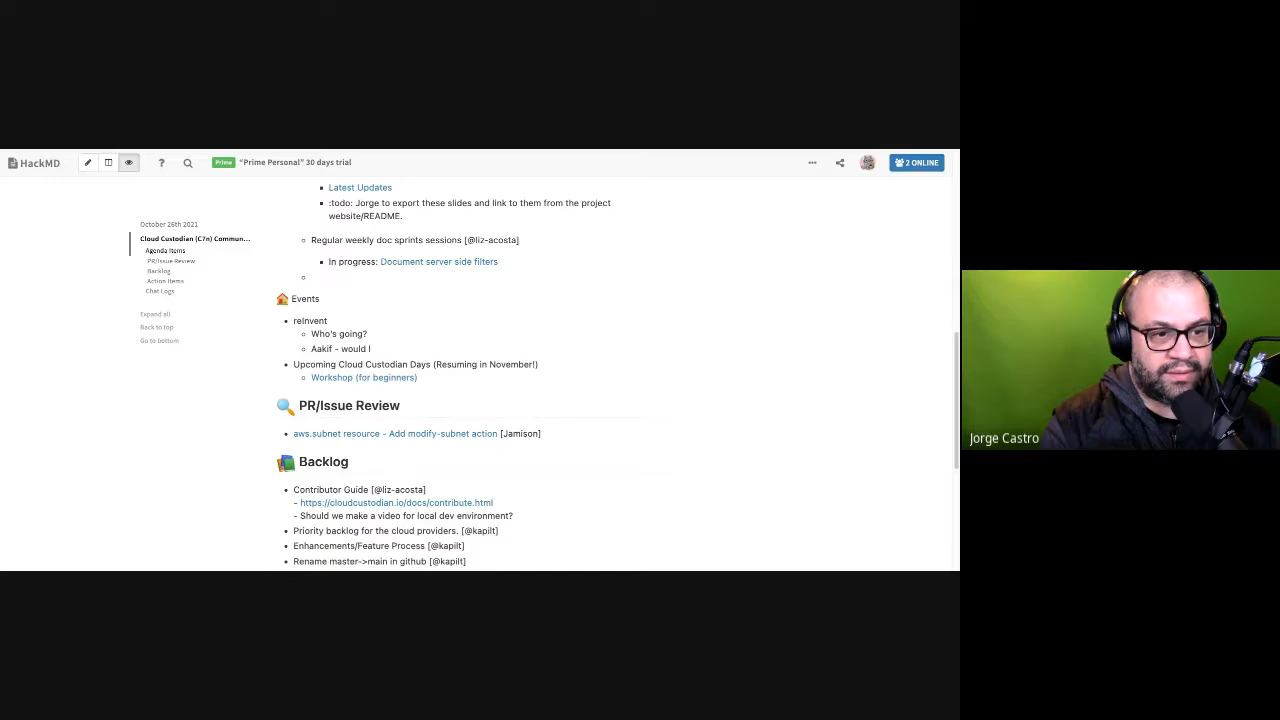 HackMD
Prime "Prime Personal" 30 days trial
2 ONLINE
October 26th 2021
Cloud Custodian (C7n) Commun...
Agenda Items
PR/Issue Review
Backlog
Action Items
Chat Logs
Expand all
Back to top
Go to bottom
Latest Updates
:todo: Jorge to export these slides and link to them from the project
website/README.
Regular weekly doc sprints sessions [@liz-acosta]
In progress: Document server side filters
Events
reInvent
Who's going?
Aakif - would l
Upcoming Cloud Custodian Days (Resuming in November!)
Workshop (for beginners)
PR/Issue Review
aws.subnet resource - Add modify-subnet action [Jamison]
Backlog
Contributor Guide [@liz-acosta]
- https://cloudcustodian.io/docs/contribute.html
- Should we make a video for local dev environment?
Priority backlog for the cloud providers. [@kapilt]
Enhancements/Feature Process [@kapilt]
Rename master->main in github [@kapilt]
Jorge Castro